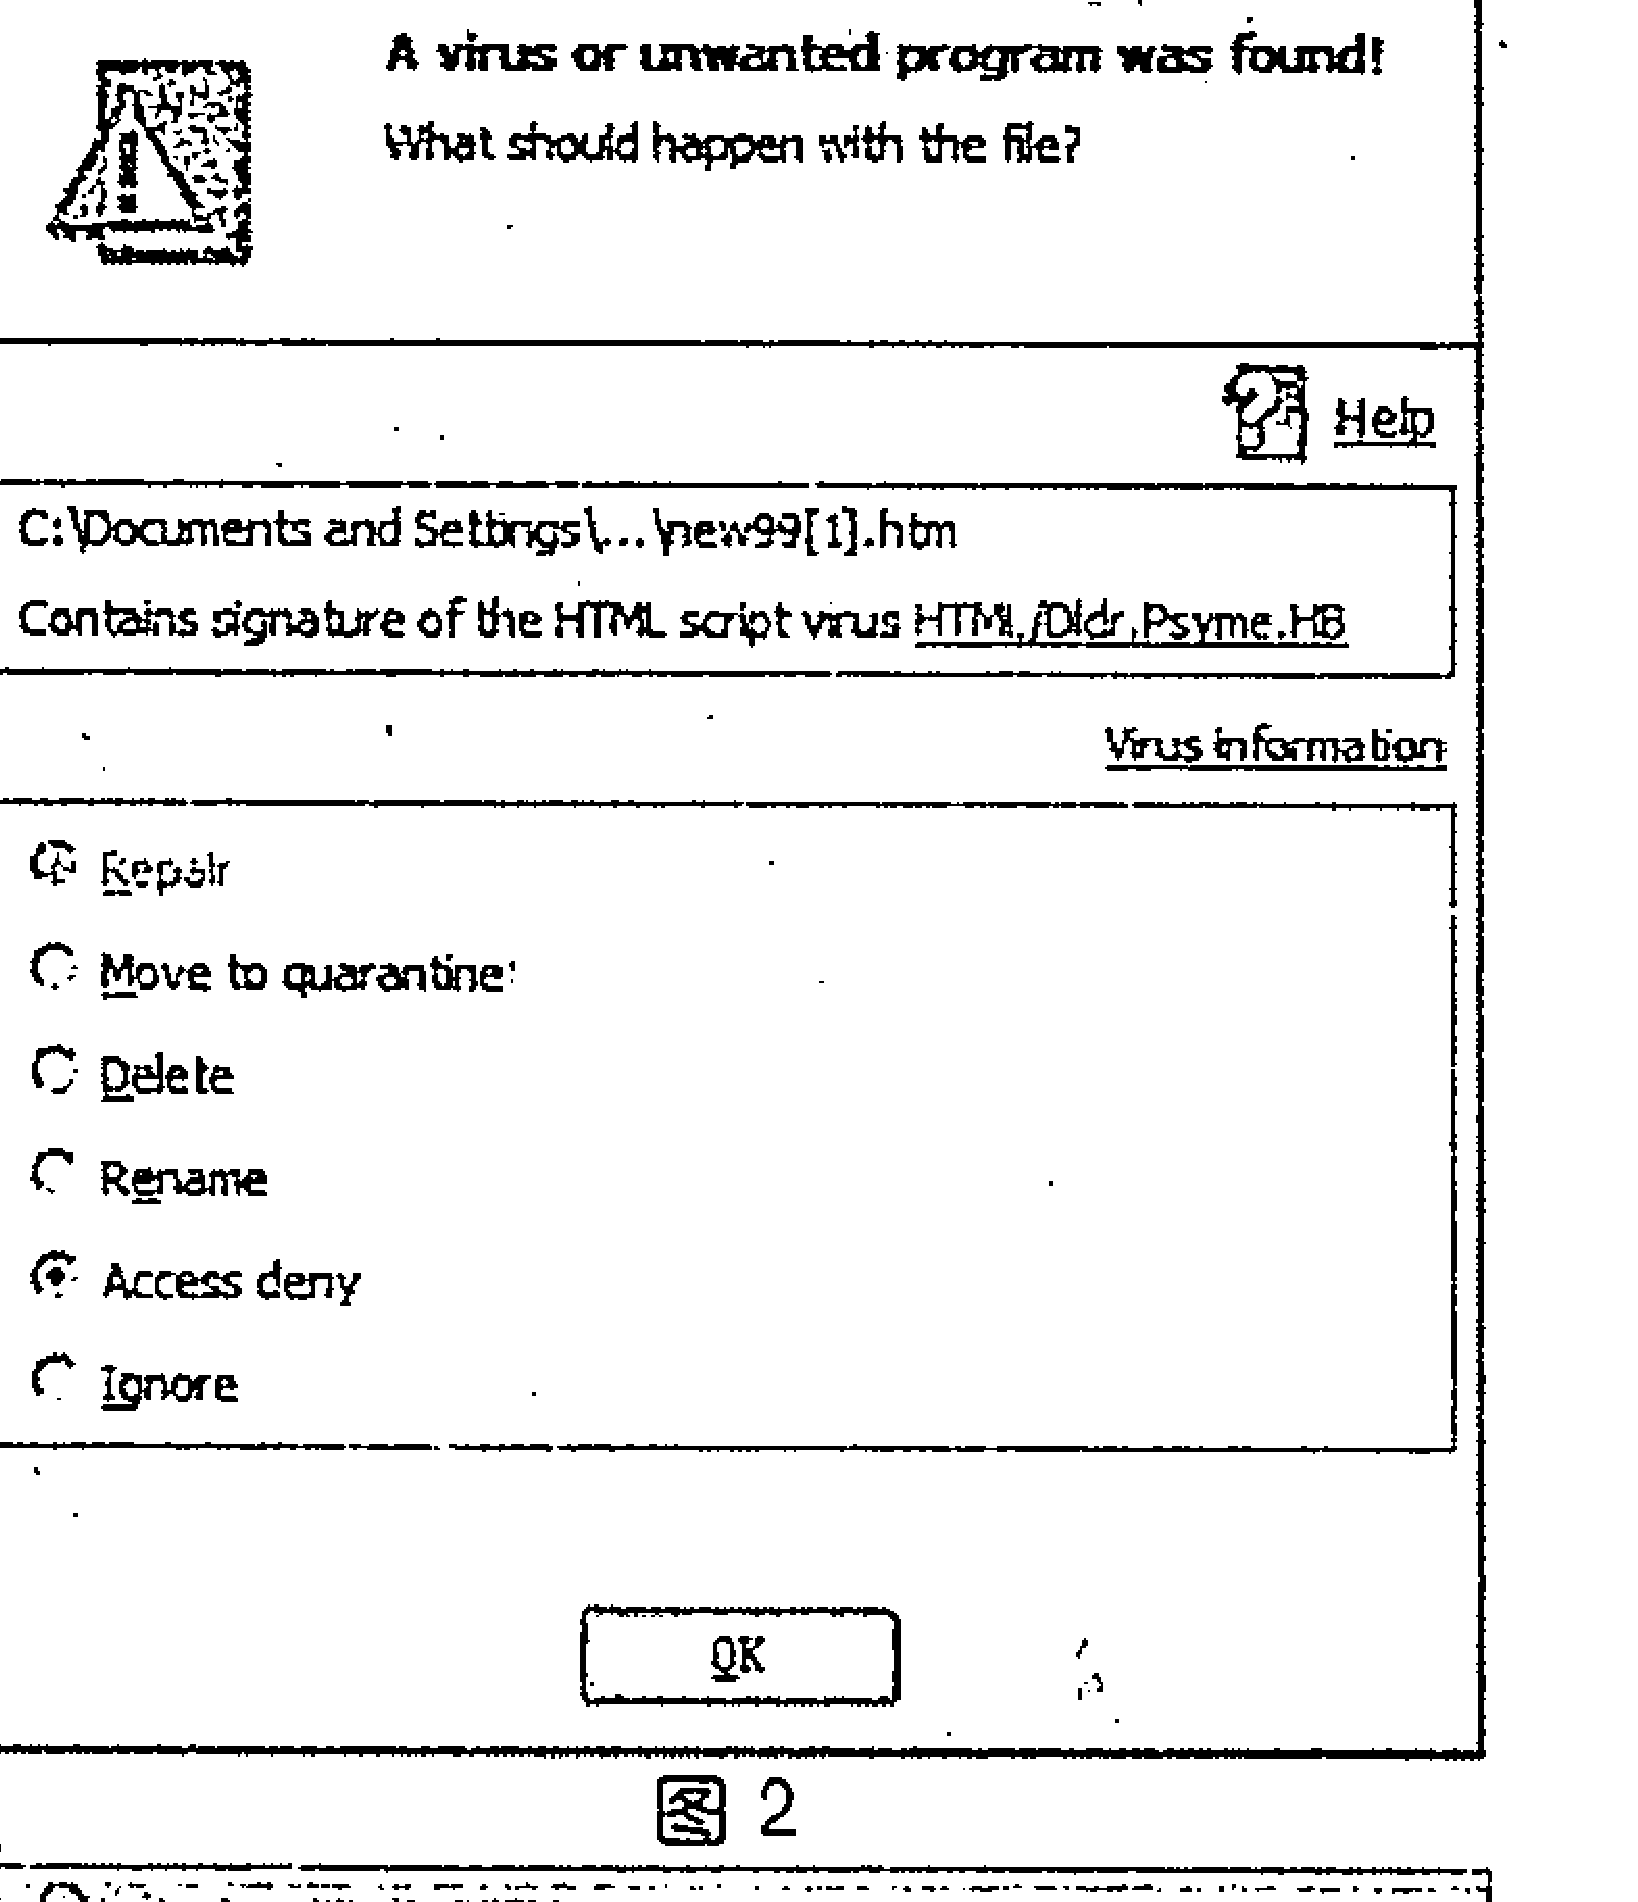 A virus or unwanted program was found!
What should happen with the file?
Help
C:\Documents and Settings\...\new99[1].htm
Contains signature of the HTML script virus HTML/Dldr.Psyme.HB
Virus information
Repair
Move to quarantine
Delete
Rename
Access deny
Ignore
OK
图 2